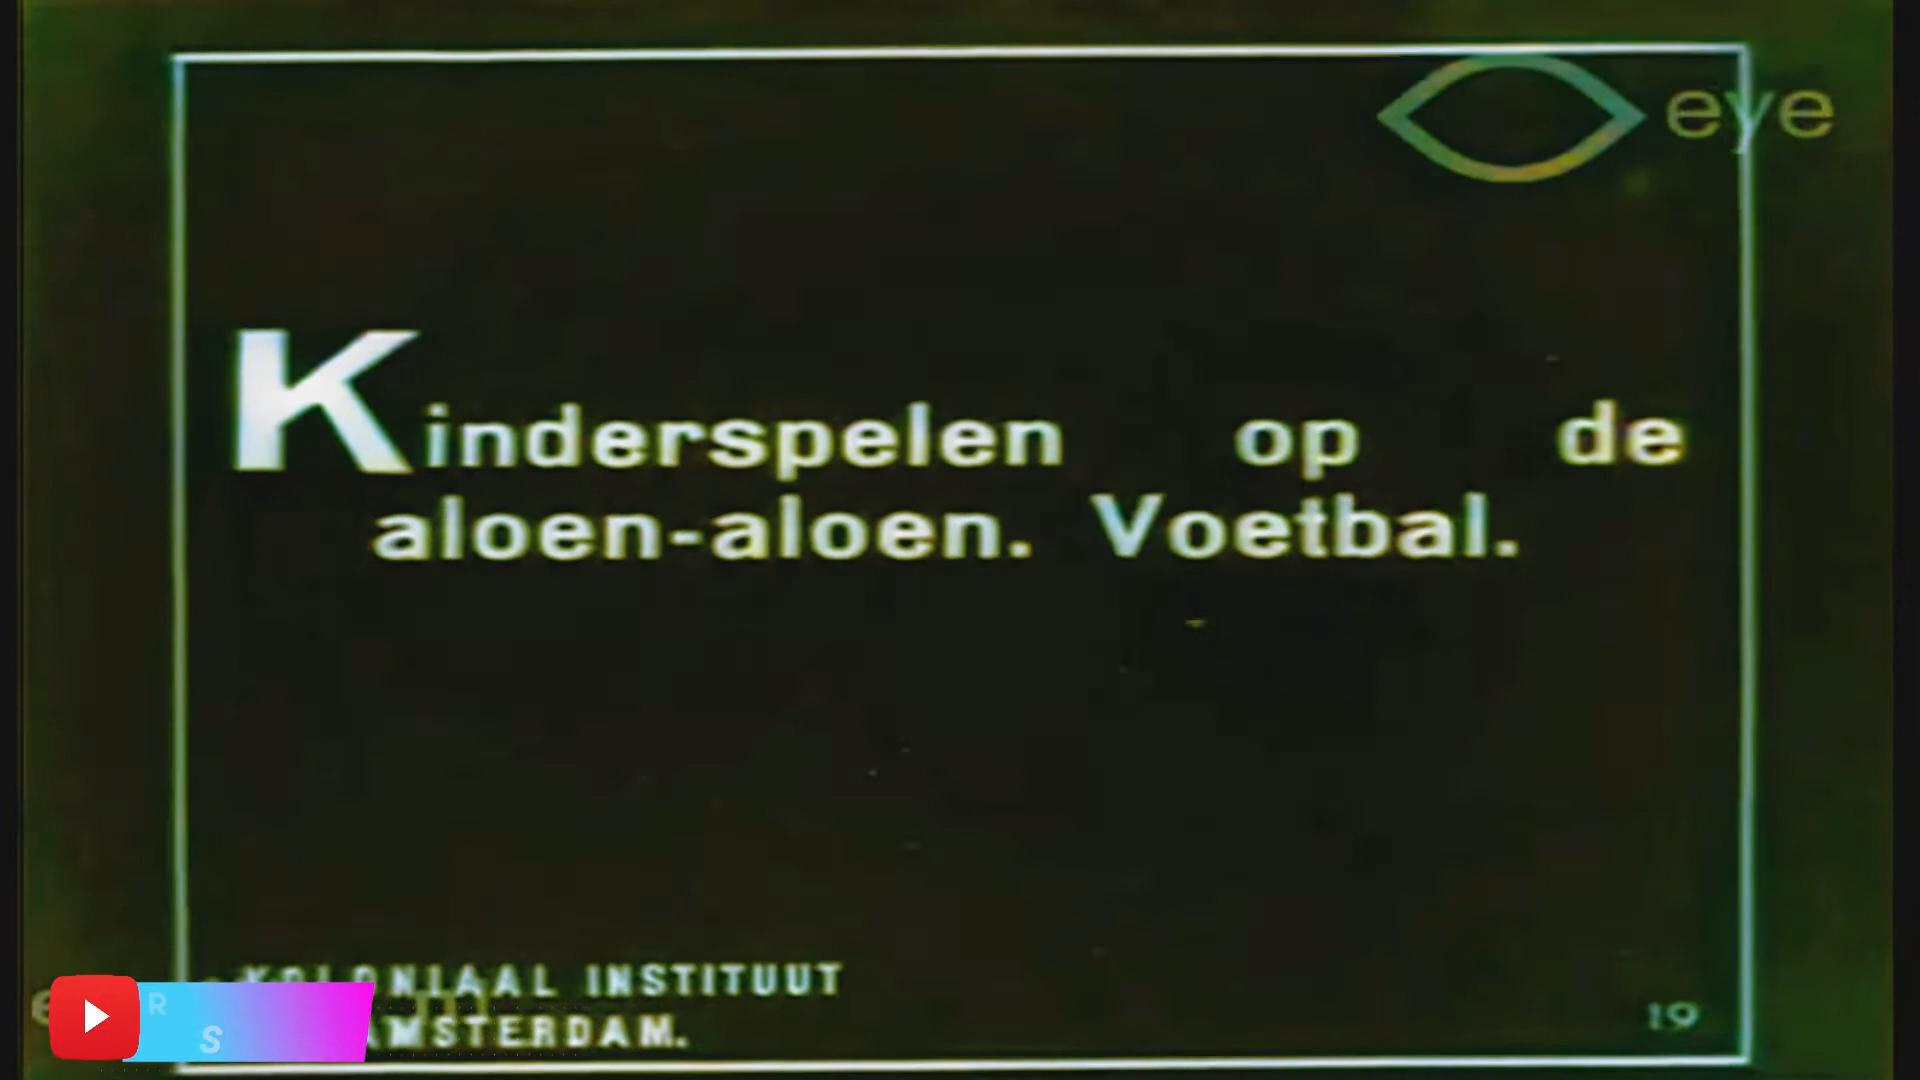 eye
Kinderspelen op de
aloen-aloen. Voetbal.
KOLONIAAL INSTITUUT
AMSTERDAM.
19
R
S